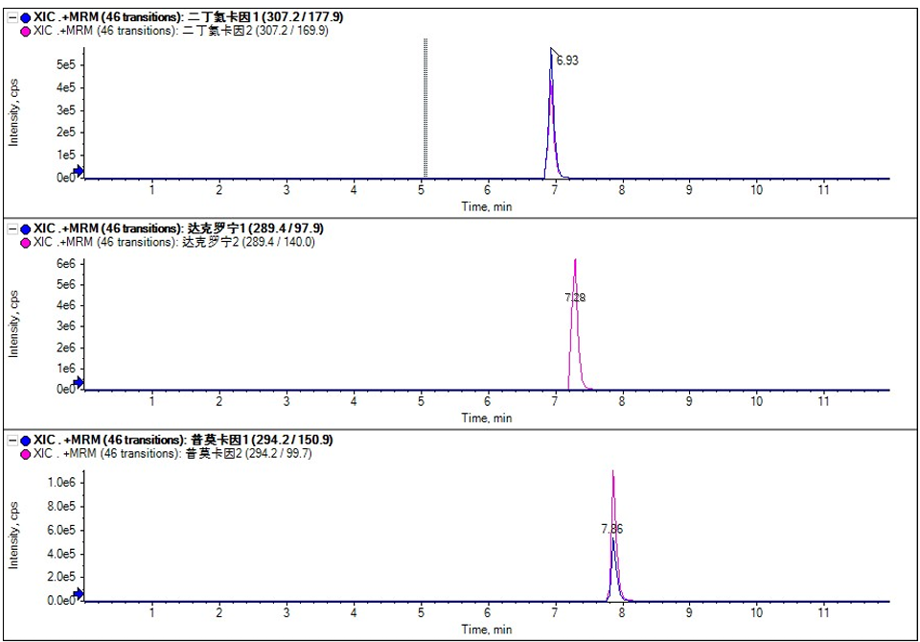 XIC . +MRM (46 transitions): 二丁氨卡因1 (307.2 / 177.9)
XIC .+MRM (46 transitions): 二丁氨卡因2 (307.2 / 169.9)
6.93
5e5
4e5
3e5
2e5
1e5
0e0
Intensity, cps
1 2 3 4 5 6 7 8 9 10 11
Time, min
XIC . +MRM (46 transitions): 达克罗宁1 (289.4 / 97.9)
XIC .+MRM (46 transitions): 达克罗宁2 (289.4 / 140.0)
7.28
6e6
5e6
4e6
3e6
2e6
1e6
0e0
Intensity, cps
1 2 3 4 5 6 7 8 9 10 11
Time, min
XIC . +MRM (46 transitions): 普莫卡因1 (294.2 / 150.9)
XIC . +MRM (46 transitions): 普莫卡因2 (294.2 / 99.7)
7.86
1.0e6
8.0e5
6.0e5
4.0e5
2.0e5
0.0e0
Intensity, cps
1 2 3 4 5 6 7 8 9 10 11
Time, min